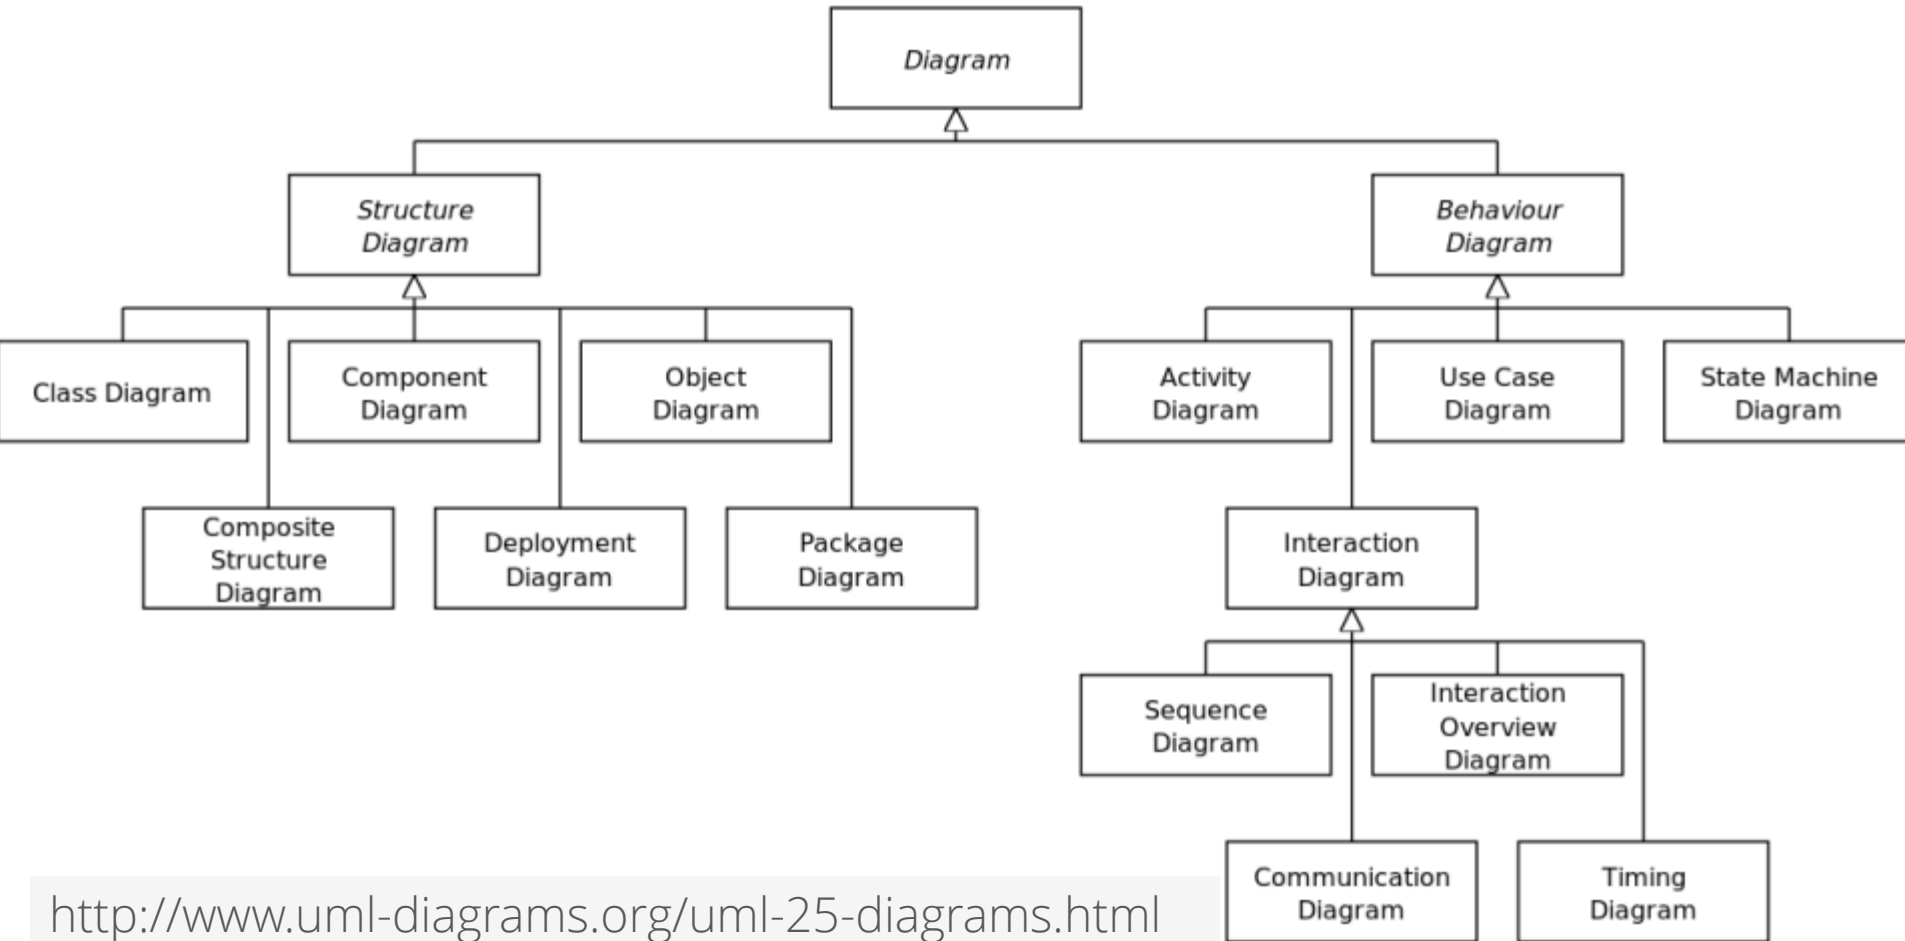 Diagram
Structure
Diagram
Behaviour
Diagram
Class Diagram
Component
Diagram
Object
Diagram
Activity
Diagram
Use Case
Diagram
State Machine
Diagram
Composite
Structure
Diagram
Deployment
Diagram
Package
Diagram
Interaction
Diagram
Sequence
Diagram
Interaction
Overview
Diagram
Communication
Diagram
Timing
Diagram
http://www.uml-diagrams.org/uml-25-diagrams.html